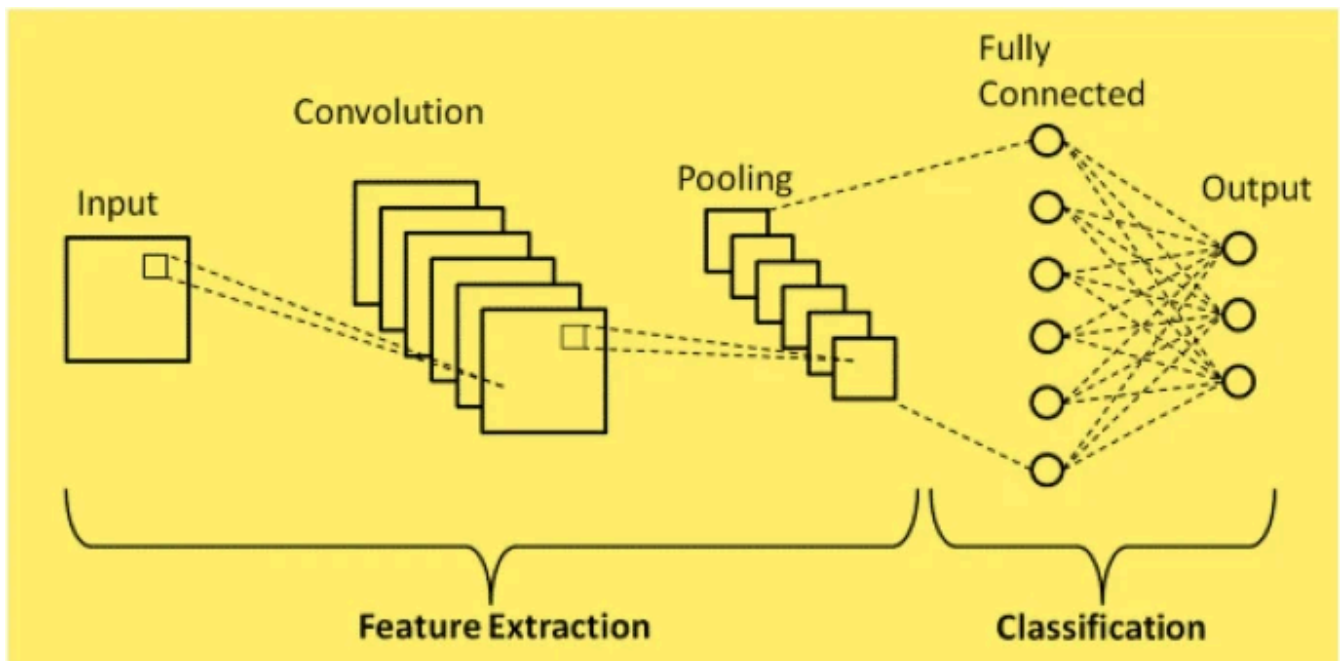 Fully
Connected
Convolution
Pooling
Input
Output
Feature Extraction
Classification